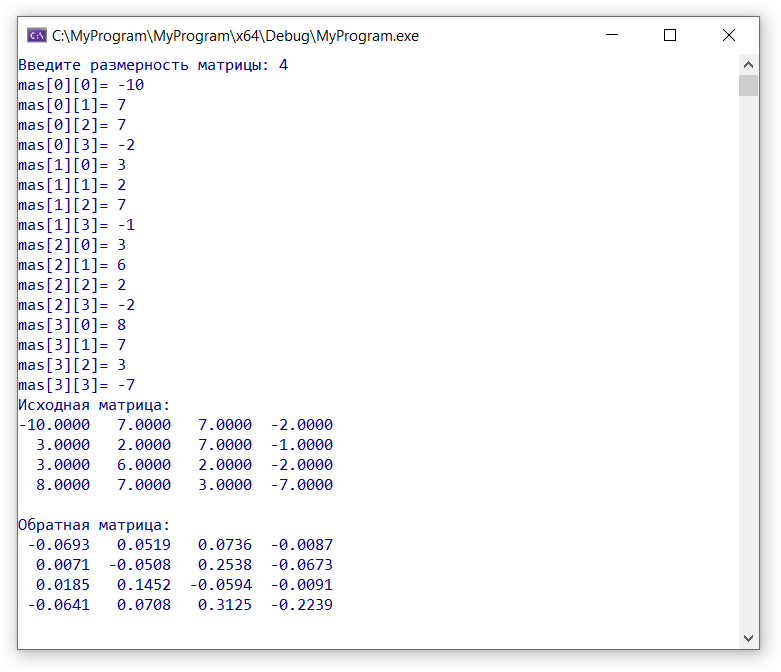 C:\MyProgram\MyProgram\x64\Debug\MyProgram.exe
Введите размерность матрицы: 4
mas[0][0]= -10
mas[0][1]= 7
mas[0][2]= 7
mas[0][3]= -2
mas[1][0]= 3
mas[1][1]= 2
mas[1][2]= 7
mas[1][3]= -1
mas[2][0]= 3
mas[2][1]= 6
mas[2][2]= 2
mas[2][3]= -2
mas[3][0]= 8
mas[3][1]= 7
mas[3][2]= 3
mas[3][3]= -7
Исходная матрица:
-10.0000   7.0000   7.0000  -2.0000
  3.0000   2.0000   7.0000  -1.0000
  3.0000   6.0000   2.0000  -2.0000
  8.0000   7.0000   3.0000  -7.0000
Обратная матрица:
 -0.0693   0.0519   0.0736  -0.0087
  0.0071  -0.0508   0.2538  -0.0673
  0.0185   0.1452  -0.0594  -0.0091
 -0.0641   0.0708   0.3125  -0.2239